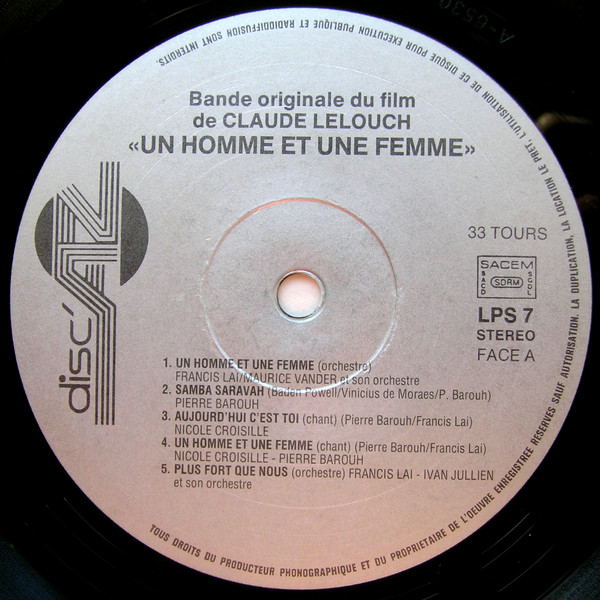 Bande originale du film
de CLAUDE LELOUCH
«UN HOMME ET UNE FEMME»
disc'AZ
33 TOURS
SACEM
SACD SDRM SGDL
LPS 7
STEREO
FACE A
1. UN HOMME ET UNE FEMME (orchestre)
FRANCIS LAI/MAURICE VANDER et son orchestre
2. SAMBA SARAVAH (Baden Powell/Vinicius de Moraes/P. Barouh)
PIERRE BAROUH
3. AUJOURD'HUI C'EST TOI (chant) (Pierre Barouh/Francis Lai)
NICOLE CROISILLE
4. UN HOMME ET UNE FEMME (chant) (Pierre Barouh/Francis Lai)
NICOLE CROISILLE - PIERRE BAROUH
5. PLUS FORT QUE NOUS (orchestre) FRANCIS LAI - IVAN JULLIEN
et son orchestre
TOUS DROITS DU PRODUCTEUR PHONOGRAPHIQUE ET DU PROPRIETAIRE DE L'OEUVRE ENREGISTREE RESERVES SAUF AUTORISATION. LA DUPLICATION, LA LOCATION, LE PRET, L'UTILISATION DE CE DISQUE POUR EXECUTION PUBLIQUE ET RADIODIFFUSION SONT INTERDITS.